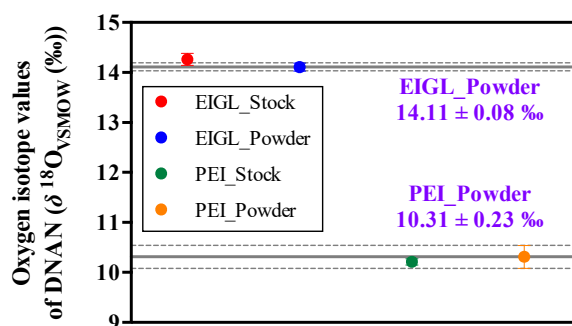 Oxygen isotope values
of DNAN (δ ¹⁸O_VSMOW (‰))
15
14
13
12
11
10
9
EIGL_Stock
EIGL_Powder
PEI_Stock
PEI_Powder
EIGL_Powder
14.11 ± 0.08 ‰
PEI_Powder
10.31 ± 0.23 ‰